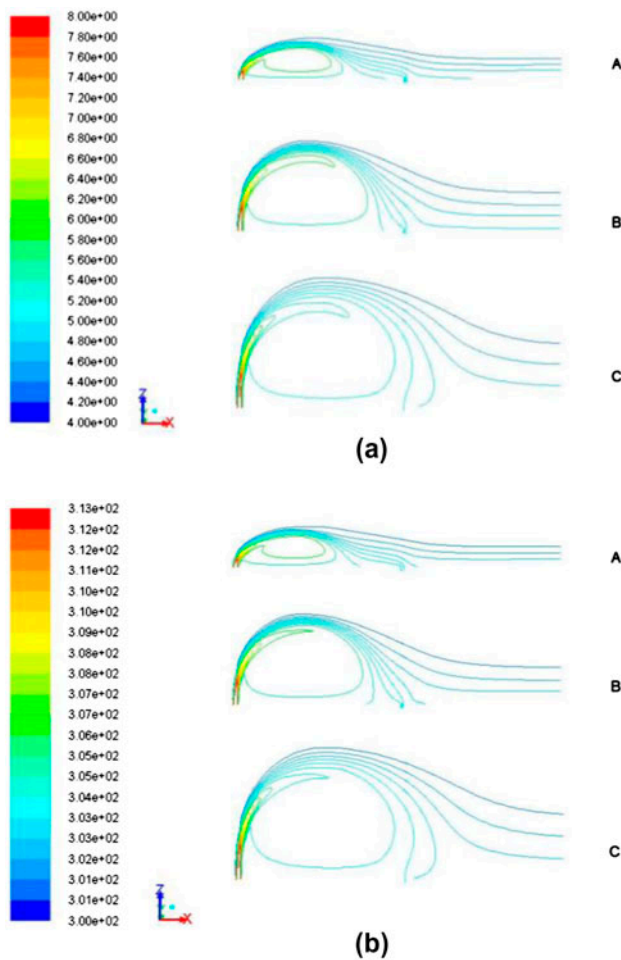 8.00e+00
7.80e+00
7.60e+00
7.40e+00
7.20e+00
7.00e+00
6.80e+00
6.60e+00
6.40e+00
6.20e+00
6.00e+00
5.80e+00
5.60e+00
5.40e+00
5.20e+00
5.00e+00
4.80e+00
4.60e+00
4.40e+00
4.20e+00
4.00e+00
Z
X
A
B
C
(a)
3.13e+02
3.12e+02
3.12e+02
3.11e+02
3.10e+02
3.10e+02
3.09e+02
3.08e+02
3.08e+02
3.07e+02
3.07e+02
3.06e+02
3.05e+02
3.05e+02
3.04e+02
3.03e+02
3.03e+02
3.02e+02
3.01e+02
3.01e+02
3.00e+02
Z
X
A
B
C
(b)